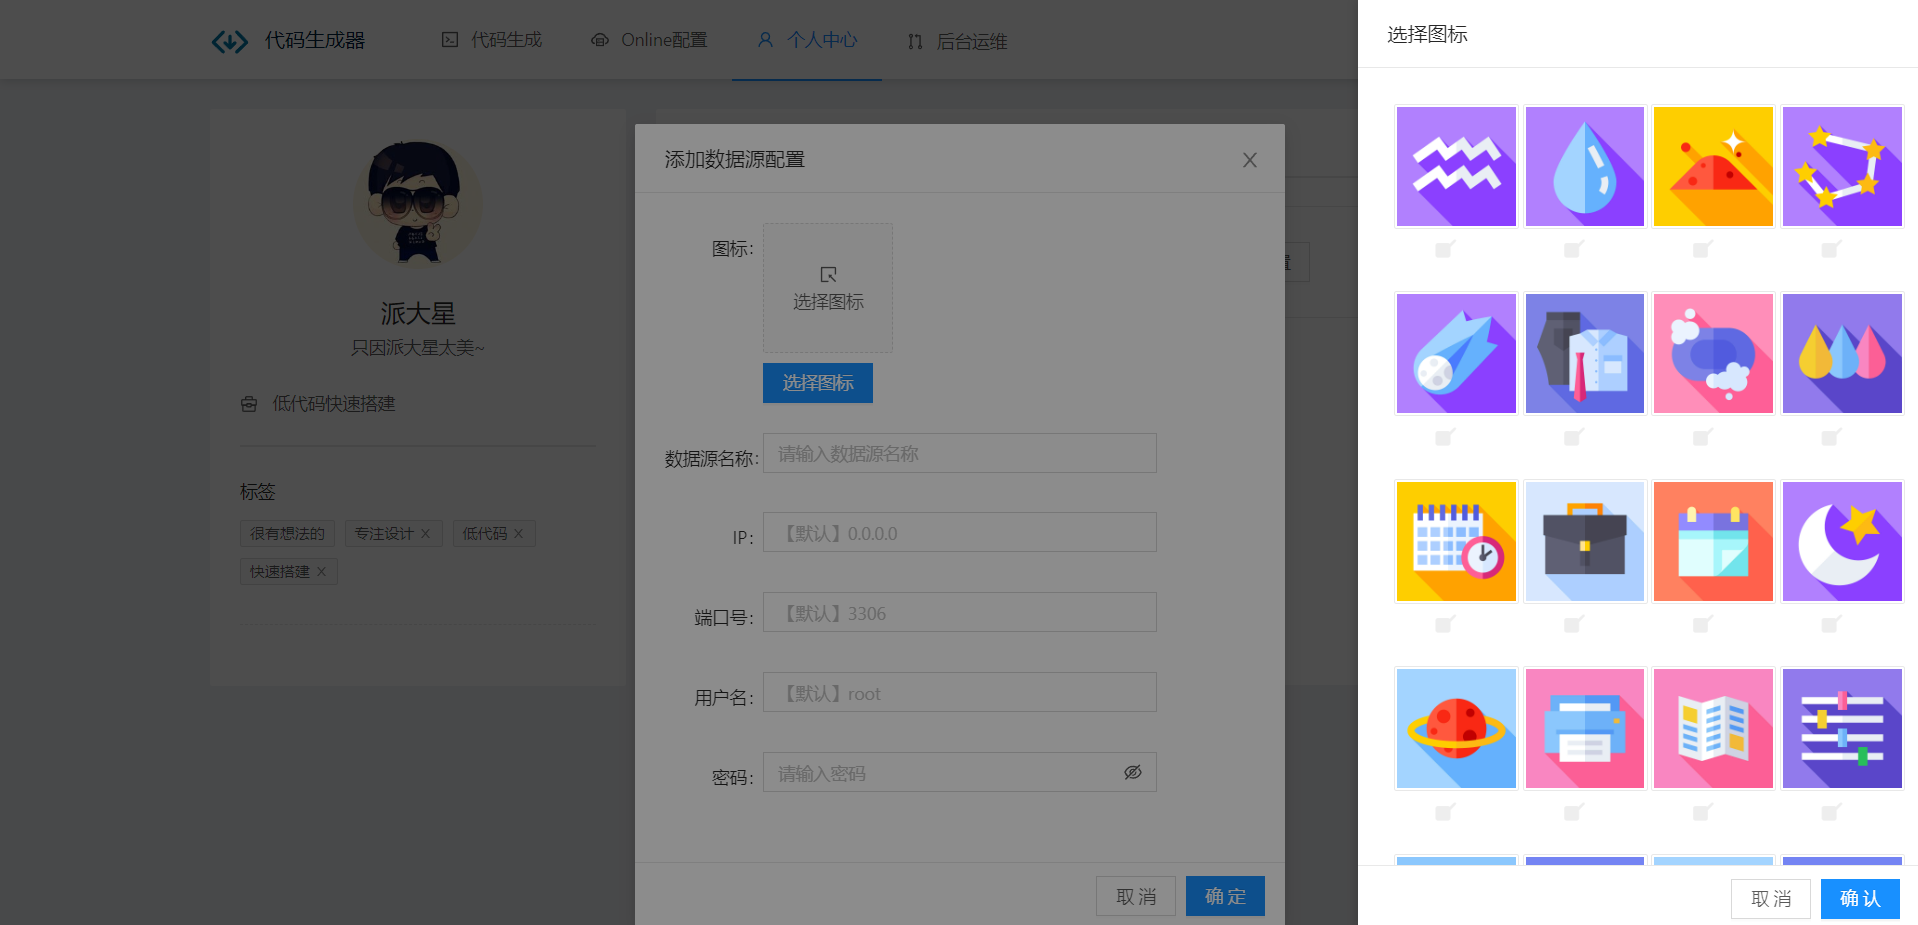 代码生成器
代码生成
Online配置
个人中心
后台运维
派大星
只因派大星太美~
低代码快速搭建
标签
很有想法的
专注设计
低代码
快速搭建
添加数据源配置
图标:
选择图标
选择图标
数据源名称:
请输入数据源名称
IP:
【默认】0.0.0.0
端口号:
【默认】3306
用户名:
【默认】root
密码:
请输入密码
取 消
确 定
选择图标
取 消
确 认